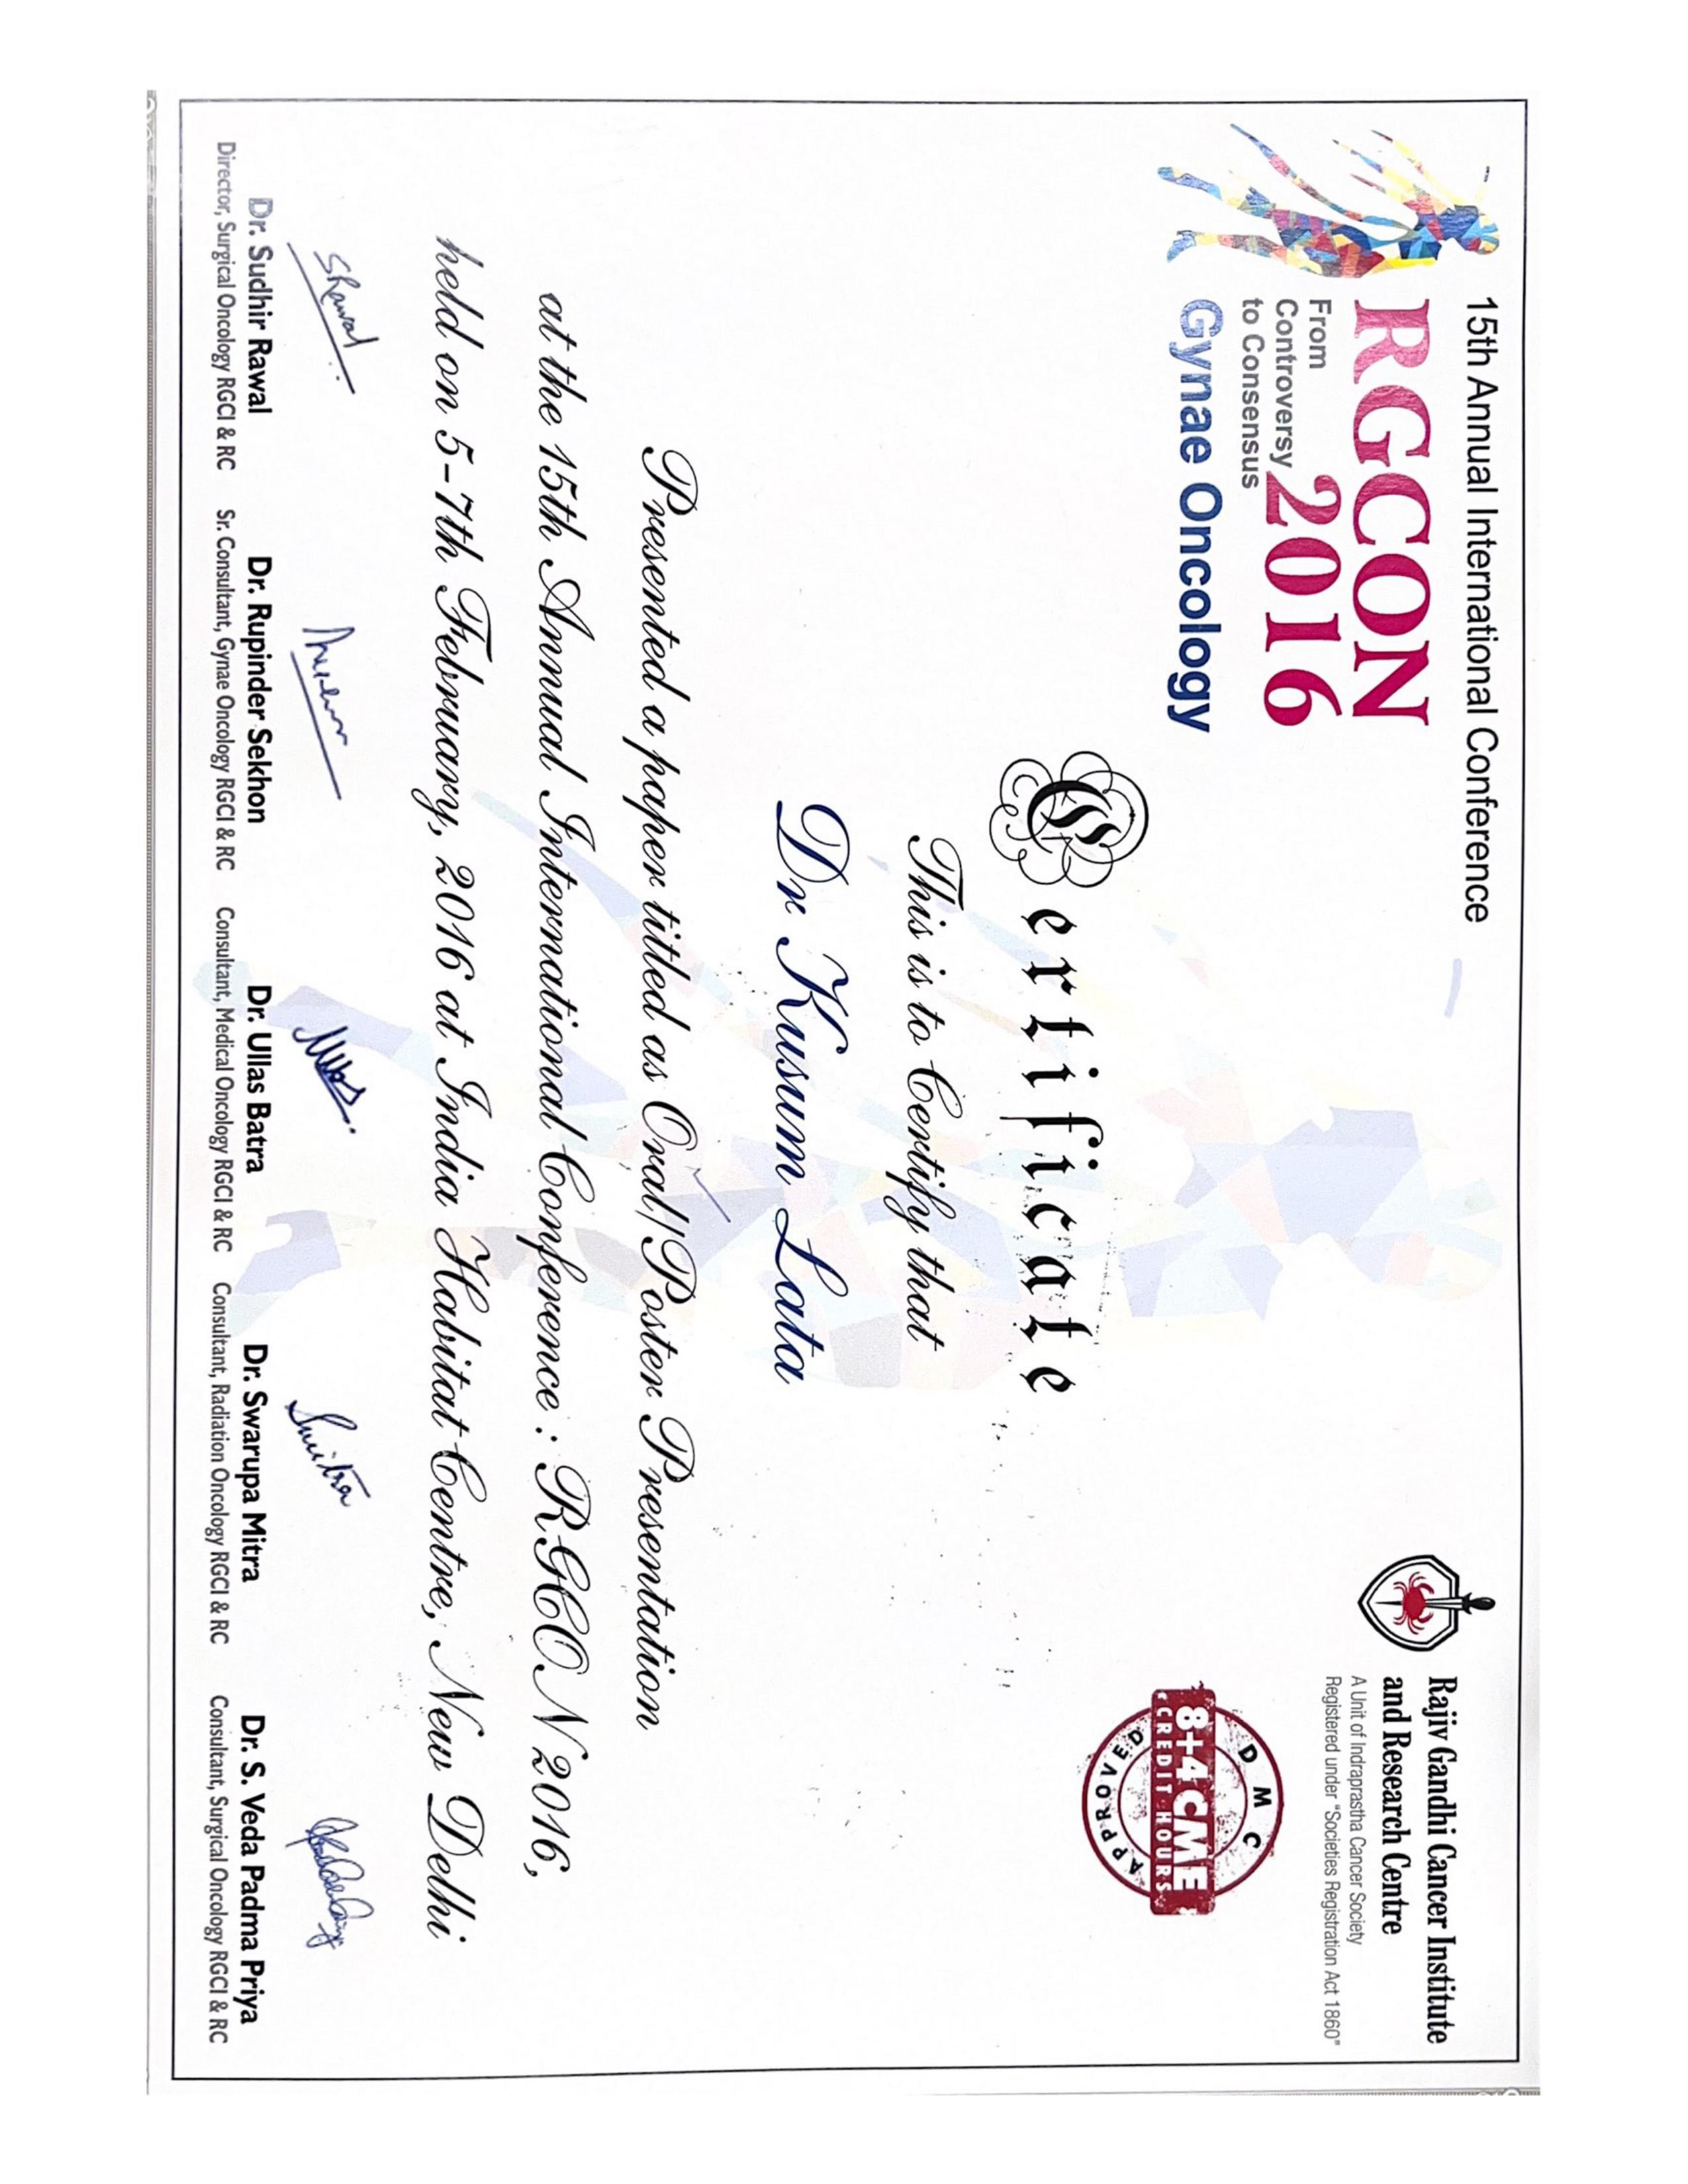 15th Annual International Conference
RGCON
2016
From
Controversy
to Consensus
Gynae Oncology
Rajiv Gandhi Cancer Institute
and Research Centre
A Unit of Indraprastha Cancer Society
Registered under "Societies Registration Act 1860"
DMC
8+4 CME
CREDIT HOURS
APPROVED
Certificate
This is to Certify that
Dr Kusum Lata
Presented a paper titled as Oral/Poster Presentation
at the 15th Annual International Conference : RGCON 2016,
held on 5-7th February, 2016 at India Habitat Centre, New Delhi
Dr. Sudhir Rawal
Director, Surgical Oncology RGCI & RC
Dr. Rupinder Sekhon
Sr. Consultant, Gynae Oncology RGCI & RC
Dr. Ullas Batra
Consultant, Medical Oncology RGCI & RC
Dr. Swarupa Mitra
Consultant, Radiation Oncology RGCI & RC
Dr. S. Veda Padma Priya
Consultant, Surgical Oncology RGCI & RC